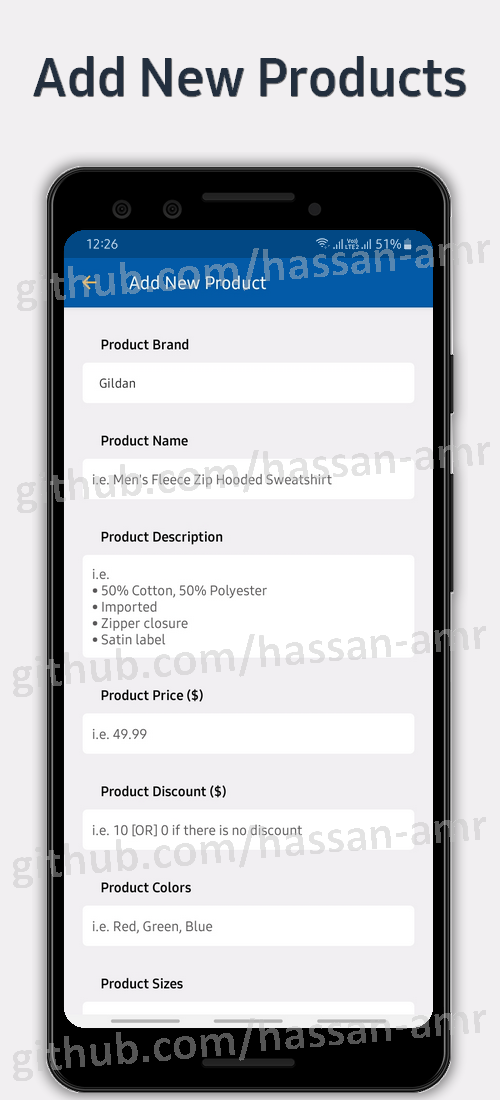 Add New Products
12:26
Vo))
LTE2
51%
github.com/hassan-amr
Add New Product
Product Brand
Gildan
Product Name
github.com/hassan-amr
i.e. Men's Fleece Zip Hooded Sweatshirt
Product Description
i.e.
• 50% Cotton, 50% Polyester
• Imported
• Zipper closure
• Satin label
github.com/hassan-amr
Product Price ($)
i.e. 49.99
Product Discount ($)
i.e. 10 [OR] 0 if there is no discount
github.com/hassan-amr
Product Colors
i.e. Red, Green, Blue
Product Sizes
github.com/hassan-amr